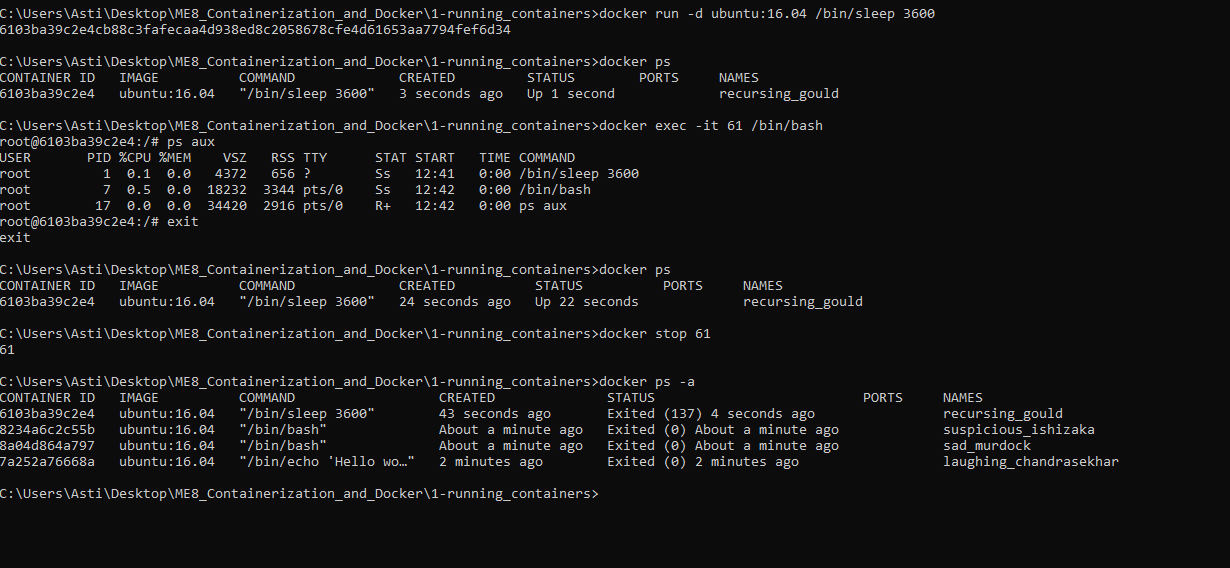 C:\Users\Asti\Desktop\ME8_Containerization_and_Docker\1-running_containers>docker run -d ubuntu:16.04 /bin/sleep 3600
6103ba39c2e4cb88c3fafecaa4d938ed8c2058678cfe4d61653aa7794fef6d34
C:\Users\Asti\Desktop\ME8_Containerization_and_Docker\1-running_containers>docker ps
CONTAINER ID   IMAGE          COMMAND             CREATED         STATUS        PORTS     NAMES
6103ba39c2e4   ubuntu:16.04   "/bin/sleep 3600"   3 seconds ago   Up 1 second             recursing_gould
C:\Users\Asti\Desktop\ME8_Containerization_and_Docker\1-running_containers>docker exec -it 61 /bin/bash
root@6103ba39c2e4:/# ps aux
USER       PID %CPU %MEM    VSZ   RSS TTY      STAT START   TIME COMMAND
root         1  0.1  0.0   4372   656 ?        Ss   12:41   0:00 /bin/sleep 3600
root         7  0.5  0.0  18232  3344 pts/0    Ss   12:42   0:00 /bin/bash
root        17  0.0  0.0  34420  2916 pts/0    R+   12:42   0:00 ps aux
root@6103ba39c2e4:/# exit
exit
C:\Users\Asti\Desktop\ME8_Containerization_and_Docker\1-running_containers>docker ps
CONTAINER ID   IMAGE          COMMAND             CREATED          STATUS          PORTS     NAMES
6103ba39c2e4   ubuntu:16.04   "/bin/sleep 3600"   24 seconds ago   Up 22 seconds             recursing_gould
C:\Users\Asti\Desktop\ME8_Containerization_and_Docker\1-running_containers>docker stop 61
61
C:\Users\Asti\Desktop\ME8_Containerization_and_Docker\1-running_containers>docker ps -a
CONTAINER ID   IMAGE          COMMAND                  CREATED              STATUS                          PORTS     NAMES
6103ba39c2e4   ubuntu:16.04   "/bin/sleep 3600"        43 seconds ago       Exited (137) 4 seconds ago                recursing_gould
8234a6c2c55b   ubuntu:16.04   "/bin/bash"              About a minute ago   Exited (0) About a minute ago             suspicious_ishizaka
8a04d864a797   ubuntu:16.04   "/bin/bash"              About a minute ago   Exited (0) About a minute ago             sad_murdock
7a252a76668a   ubuntu:16.04   "/bin/echo 'Hello wo…"   2 minutes ago        Exited (0) 2 minutes ago                  laughing_chandrasekhar
C:\Users\Asti\Desktop\ME8_Containerization_and_Docker\1-running_containers>